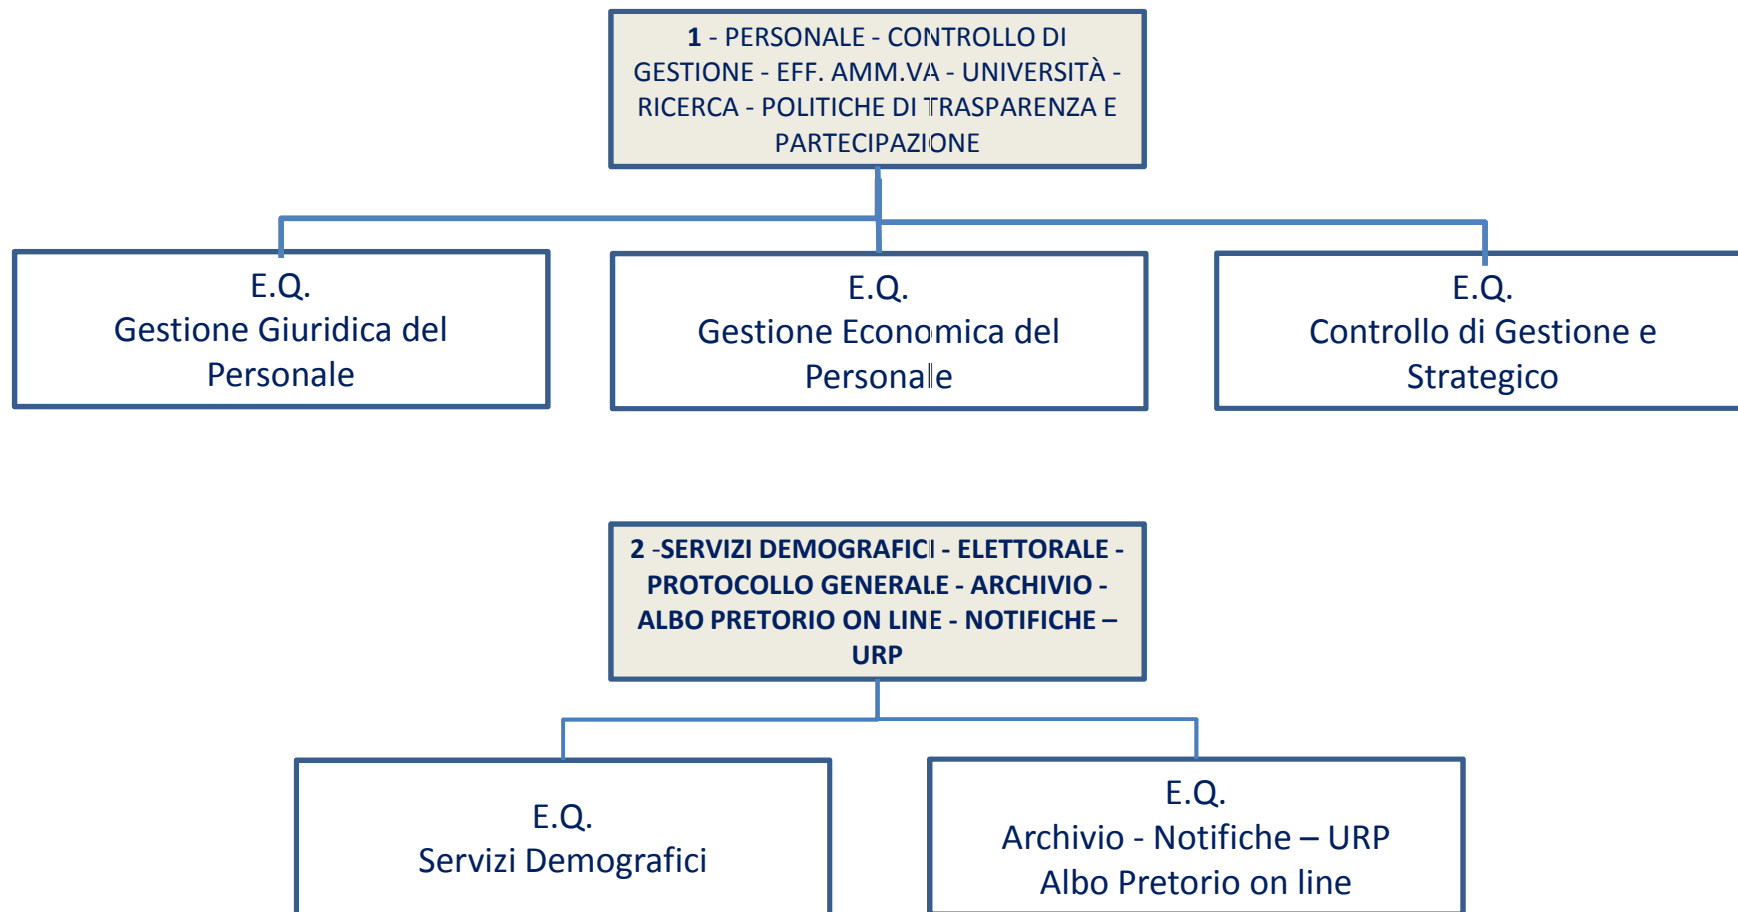 1 - PERSONALE - CONTROLLO DI
GESTIONE - EFF. AMM.VA - UNIVERSITÀ -
RICERCA - POLITICHE DI TRASPARENZA E
PARTECIPAZIONE
E.Q.
Gestione Giuridica del
Personale
E.Q.
Gestione Economica del
Personale
E.Q.
Controllo di Gestione e
Strategico
2 -SERVIZI DEMOGRAFICI - ELETTORALE -
PROTOCOLLO GENERALE - ARCHIVIO -
ALBO PRETORIO ON LINE - NOTIFICHE –
URP
E.Q.
Servizi Demografici
E.Q.
Archivio - Notifiche – URP
Albo Pretorio on line